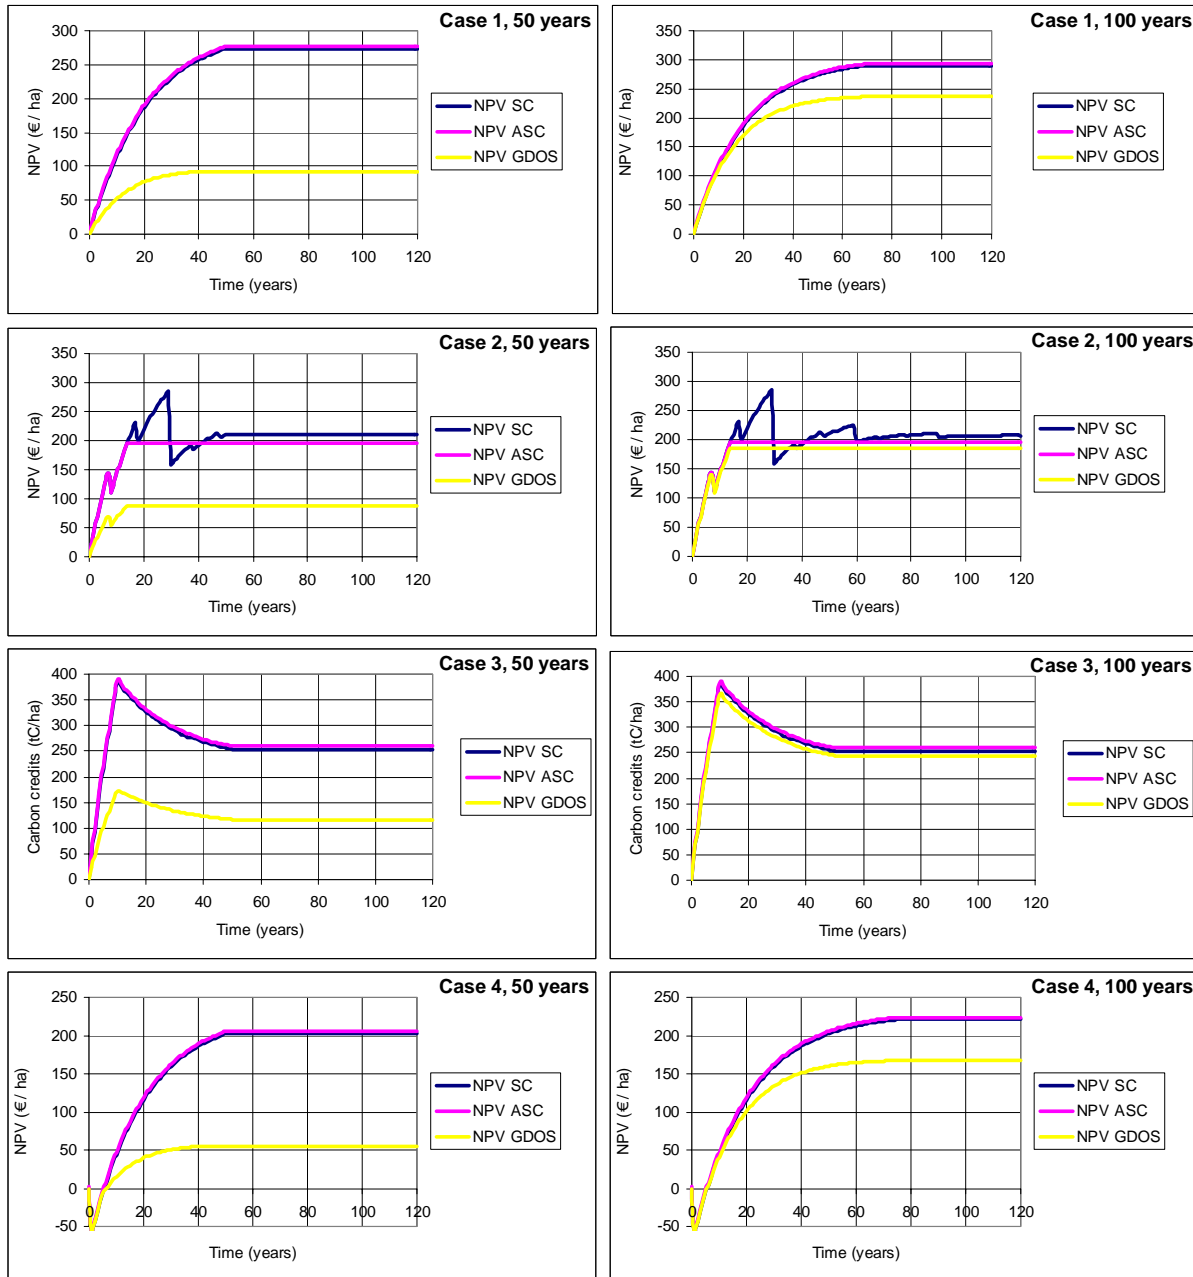 Case 1, 50 years
NPV (€ / ha)
300
250
200
150
100
50
0
0 20 40 60 80 100 120
Time (years)
NPV SC
NPV ASC
NPV GDOS
Case 1, 100 years
NPV (€ / ha)
350
300
250
200
150
100
50
0
0 20 40 60 80 100 120
Time (years)
NPV SC
NPV ASC
NPV GDOS
Case 2, 50 years
NPV (€ / ha)
350
300
250
200
150
100
50
0
0 20 40 60 80 100 120
Time (years)
NPV SC
NPV ASC
NPV GDOS
Case 2, 100 years
NPV (€ / ha)
350
300
250
200
150
100
50
0
0 20 40 60 80 100 120
Time (years)
NPV SC
NPV ASC
NPV GDOS
Case 3, 50 years
Carbon credits (tC/ha)
400
350
300
250
200
150
100
50
0
0 20 40 60 80 100 120
Time (years)
NPV SC
NPV ASC
NPV GDOS
Case 3, 100 years
Carbon credits (tC/ha)
400
350
300
250
200
150
100
50
0
0 20 40 60 80 100 120
Time (years)
NPV SC
NPV ASC
NPV GDOS
Case 4, 50 years
NPV (€ / ha)
250
200
150
100
50
0
-50
0 20 40 60 80 100 120
Time (years)
NPV SC
NPV ASC
NPV GDOS
Case 4, 100 years
NPV (€ / ha)
250
200
150
100
50
0
-50
0 20 40 60 80 100 120
Time (years)
NPV SC
NPV ASC
NPV GDOS